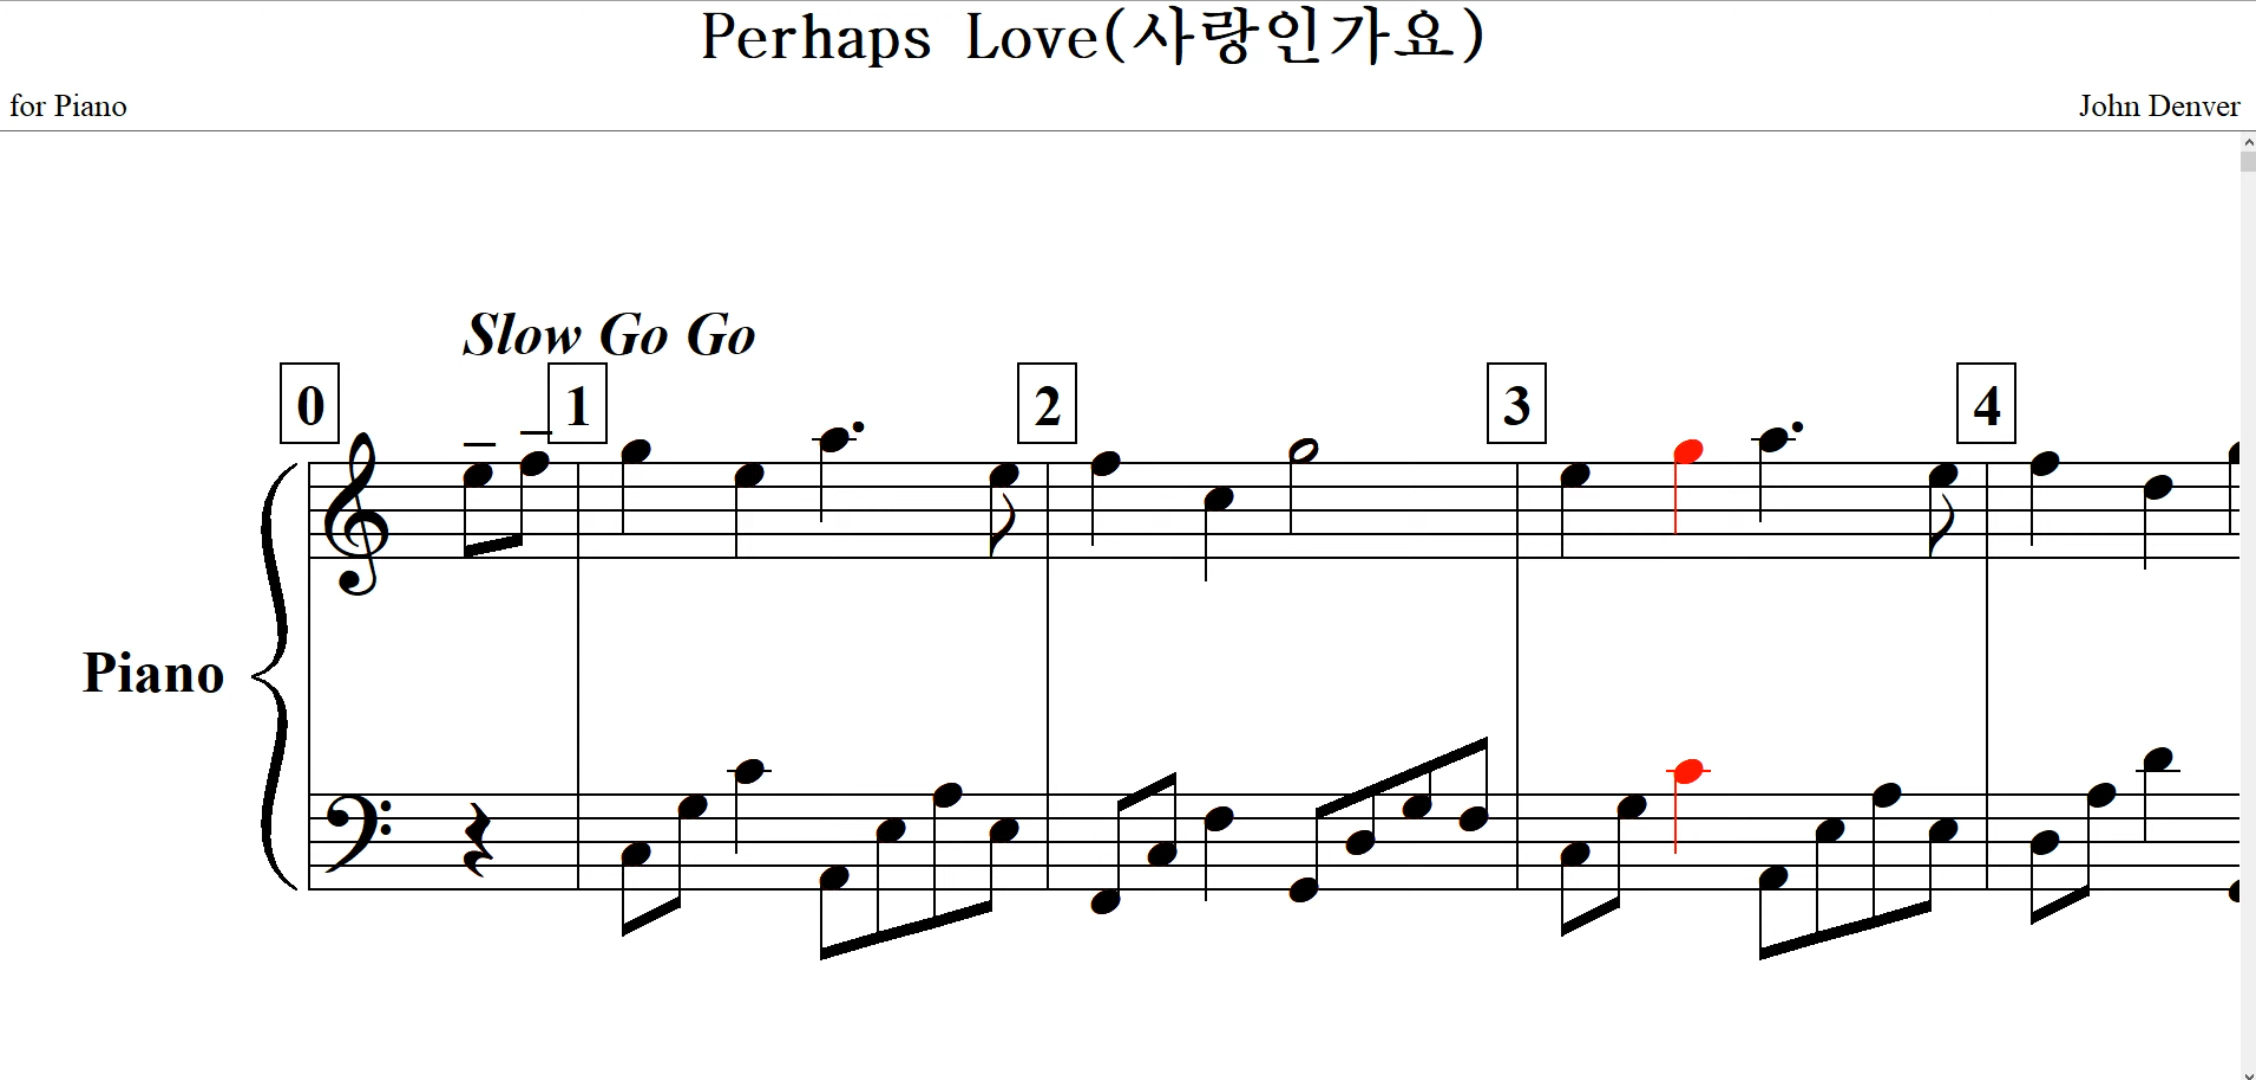 Perhaps Love(사랑인가요)
for Piano
John Denver
Slow Go Go
0
1
2
3
4
Piano